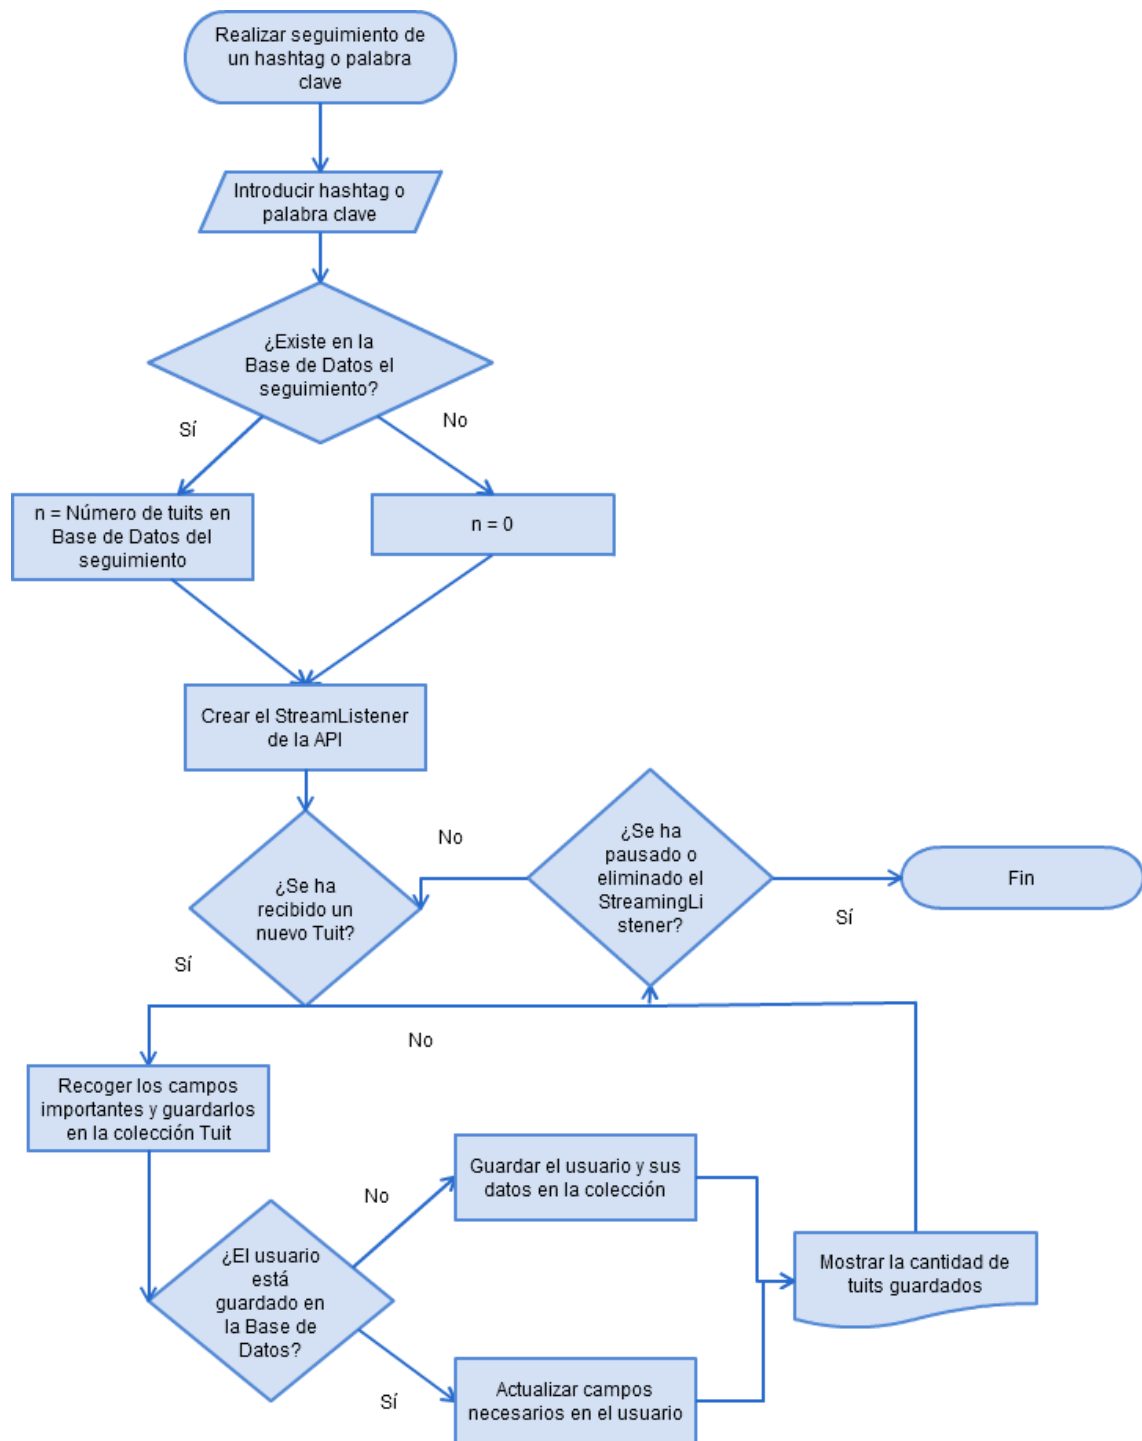 Realizar seguimiento de
un hashtag o palabra
clave
Introducir hashtag o
palabra clave
¿Existe en la
Base de Datos el
seguimiento?
Sí
No
n = Número de tuits en
Base de Datos del
seguimiento
n = 0
Crear el StreamListener
de la API
¿Se ha
recibido un
nuevo Tuit?
No
¿Se ha
pausado o
eliminado el
StreamingLi
stener?
Fin
Sí
Sí
No
Recoger los campos
importantes y guardarlos
en la colección Tuit
¿El usuario
está
guardado en
la Base de
Datos?
No
Guardar el usuario y sus
datos en la colección
Mostrar la cantidad de
tuits guardados
Sí
Actualizar campos
necesarios en el usuario